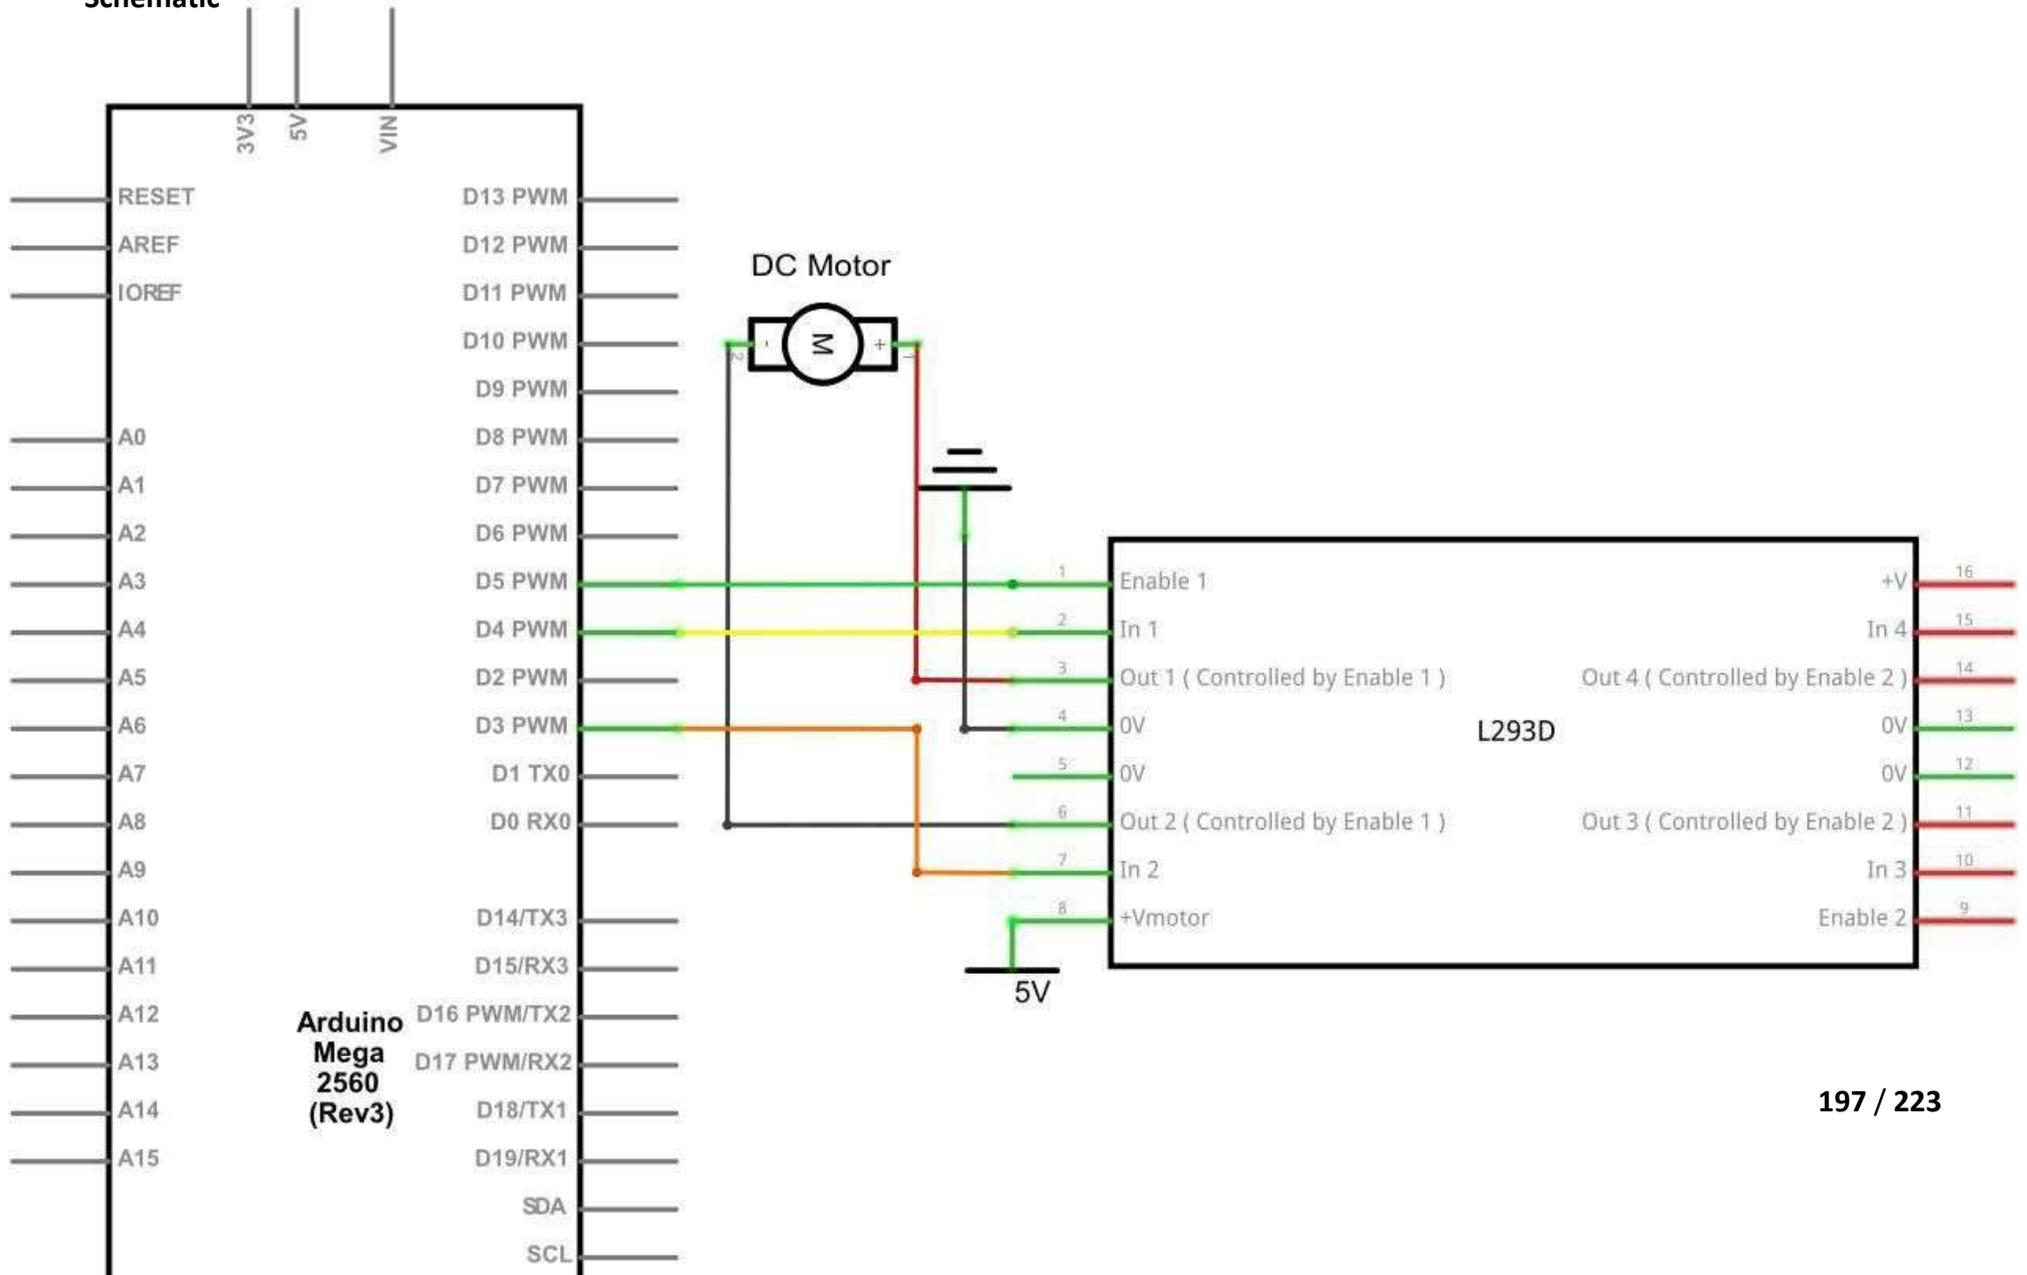 Schematic
3V3
5V
VIN
RESET
AREF
IOREF
A0
A1
A2
A3
A4
A5
A6
A7
A8
A9
A10
A11
A12
A13
A14
A15
Arduino
Mega
2560
(Rev3)
D13 PWM
D12 PWM
D11 PWM
D10 PWM
D9 PWM
D8 PWM
D7 PWM
D6 PWM
D5 PWM
D4 PWM
D2 PWM
D3 PWM
D1 TX0
D0 RX0
D14/TX3
D15/RX3
D16 PWM/TX2
D17 PWM/RX2
D18/TX1
D19/RX1
SDA
SCL
DC Motor
2 - M + 1
1 Enable 1
2 In 1
3 Out 1 ( Controlled by Enable 1 )
4 0V
5 0V
6 Out 2 ( Controlled by Enable 1 )
7 In 2
8 +Vmotor
5V
L293D
+V 16
In 4 15
Out 4 ( Controlled by Enable 2 ) 14
0V 13
0V 12
Out 3 ( Controlled by Enable 2 ) 11
In 3 10
Enable 2 9
197 / 223